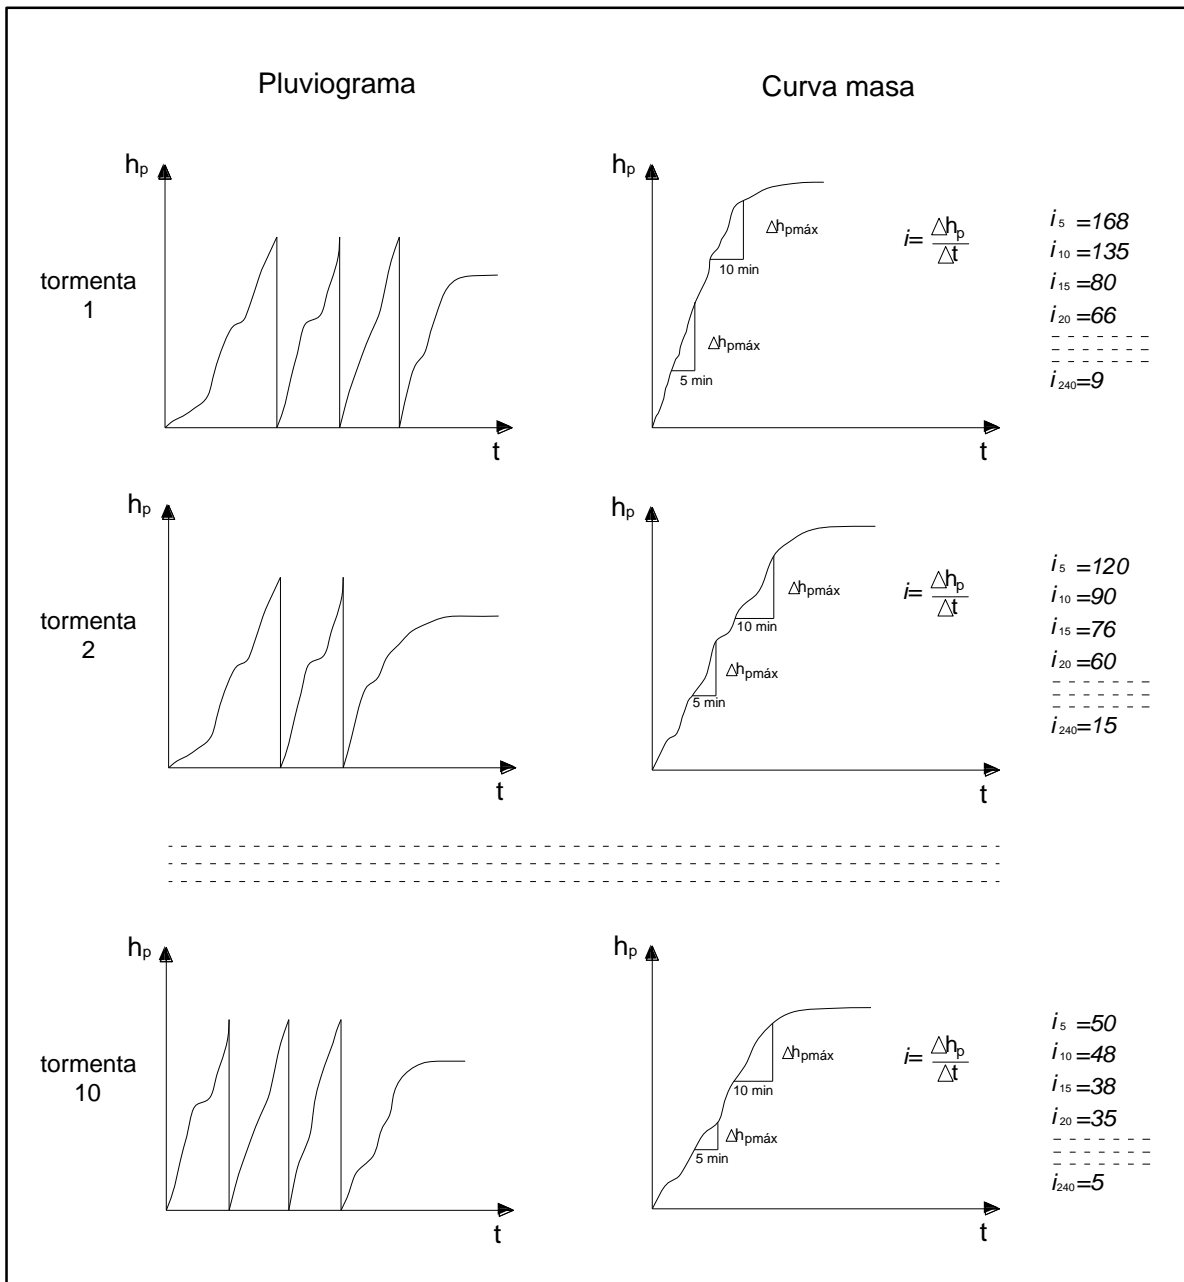 Pluviograma
Curva masa
tormenta
1
hp
t
hp
Δhpmáx
10 min
Δhpmáx
5 min
t
i= Δhp
Δt
i5 =168
i10 =135
i15 =80
i20 =66
i240=9
tormenta
2
hp
t
hp
Δhpmáx
10 min
Δhpmáx
5 min
t
i= Δhp
Δt
i5 =120
i10 =90
i15 =76
i20 =60
i240=15
tormenta
10
hp
t
hp
Δhpmáx
10 min
Δhpmáx
5 min
t
i= Δhp
Δt
i5 =50
i10 =48
i15 =38
i20 =35
i240=5